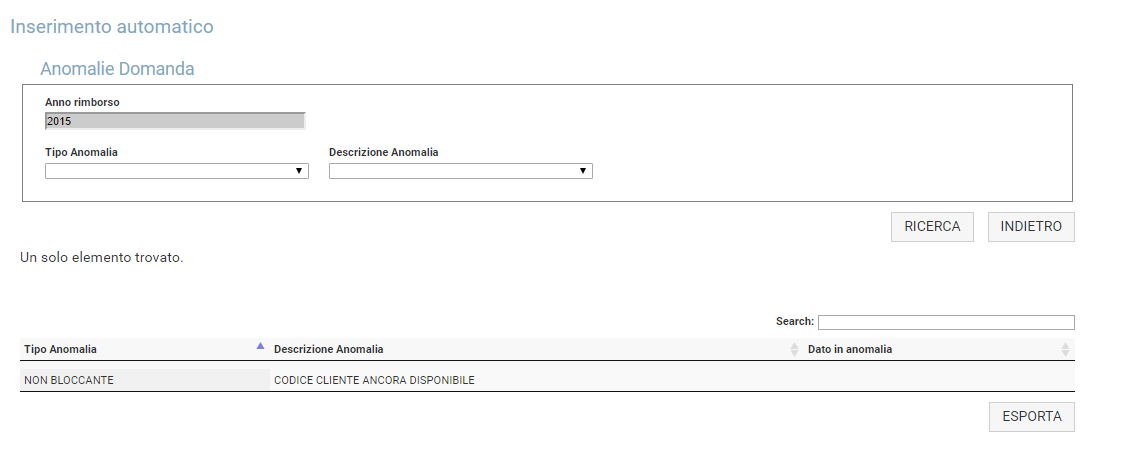 Inserimento automatico
Anomalie Domanda
Anno rimborso
2015
Tipo Anomalia Descrizione Anomalia
RICERCA INDIETRO
Un solo elemento trovato.
Search:
Tipo Anomalia Descrizione Anomalia Dato in anomalia
NON BLOCCANTE CODICE CLIENTE ANCORA DISPONIBILE
ESPORTA